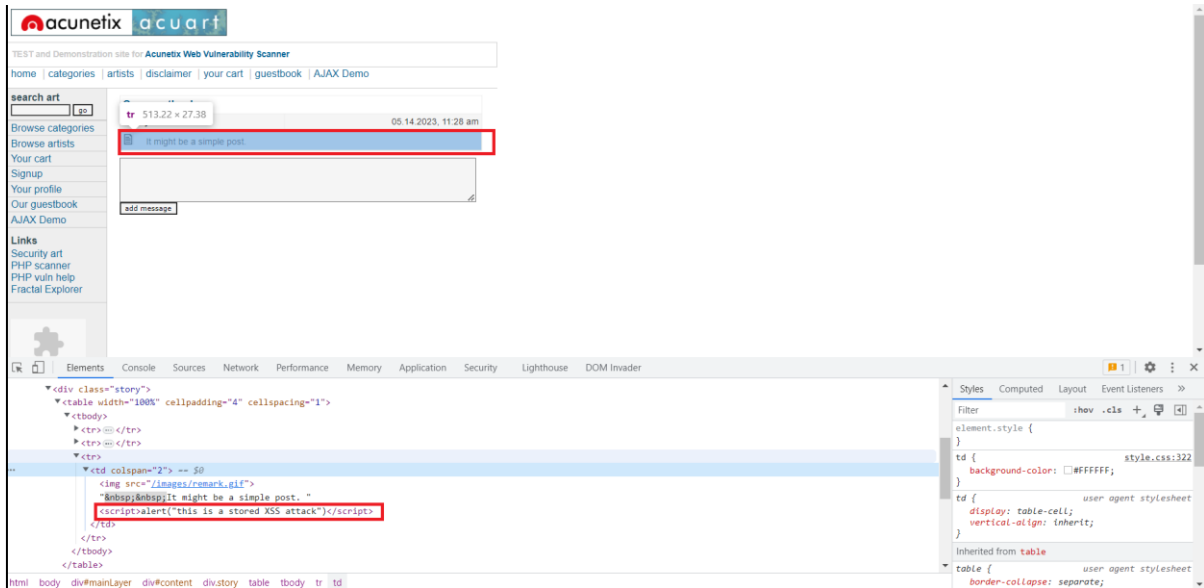 acunetix acuart
TEST and Demonstration site for Acunetix Web Vulnerability Scanner
home | categories | artists | disclaimer | your cart | guestbook | AJAX Demo
search art
go
Browse categories
Browse artists
Your cart
Signup
Your profile
Our guestbook
AJAX Demo
Links
Security art
PHP scanner
PHP vuln help
Fractal Explorer
tr 513.22 × 27.38
05.14.2023, 11:28 am
It might be a simple post.
add message
Elements Console Sources Network Performance Memory Application Security Lighthouse DOM Invader 1
▼<div class="story">
▼<table width="100%" cellpadding="4" cellspacing="1">
▼<tbody>
▶<tr>…</tr>
▶<tr>…</tr>
▼<tr>
… ▼<td colspan="2"> == $0
<img src="/images/remark.gif">
"&nbsp;&nbsp;It might be a simple post. "
<script>alert("this is a stored XSS attack")</script>
</td>
</tr>
</tbody>
</table>
html body div#mainLayer div#content div.story table tbody tr td
Styles Computed Layout Event Listeners »
Filter :hov .cls +
element.style {
}
td { style.css:322
background-color: #FFFFFF;
}
td { user agent stylesheet
display: table-cell;
vertical-align: inherit;
}
Inherited from table
table { user agent stylesheet
border-collapse: separate;